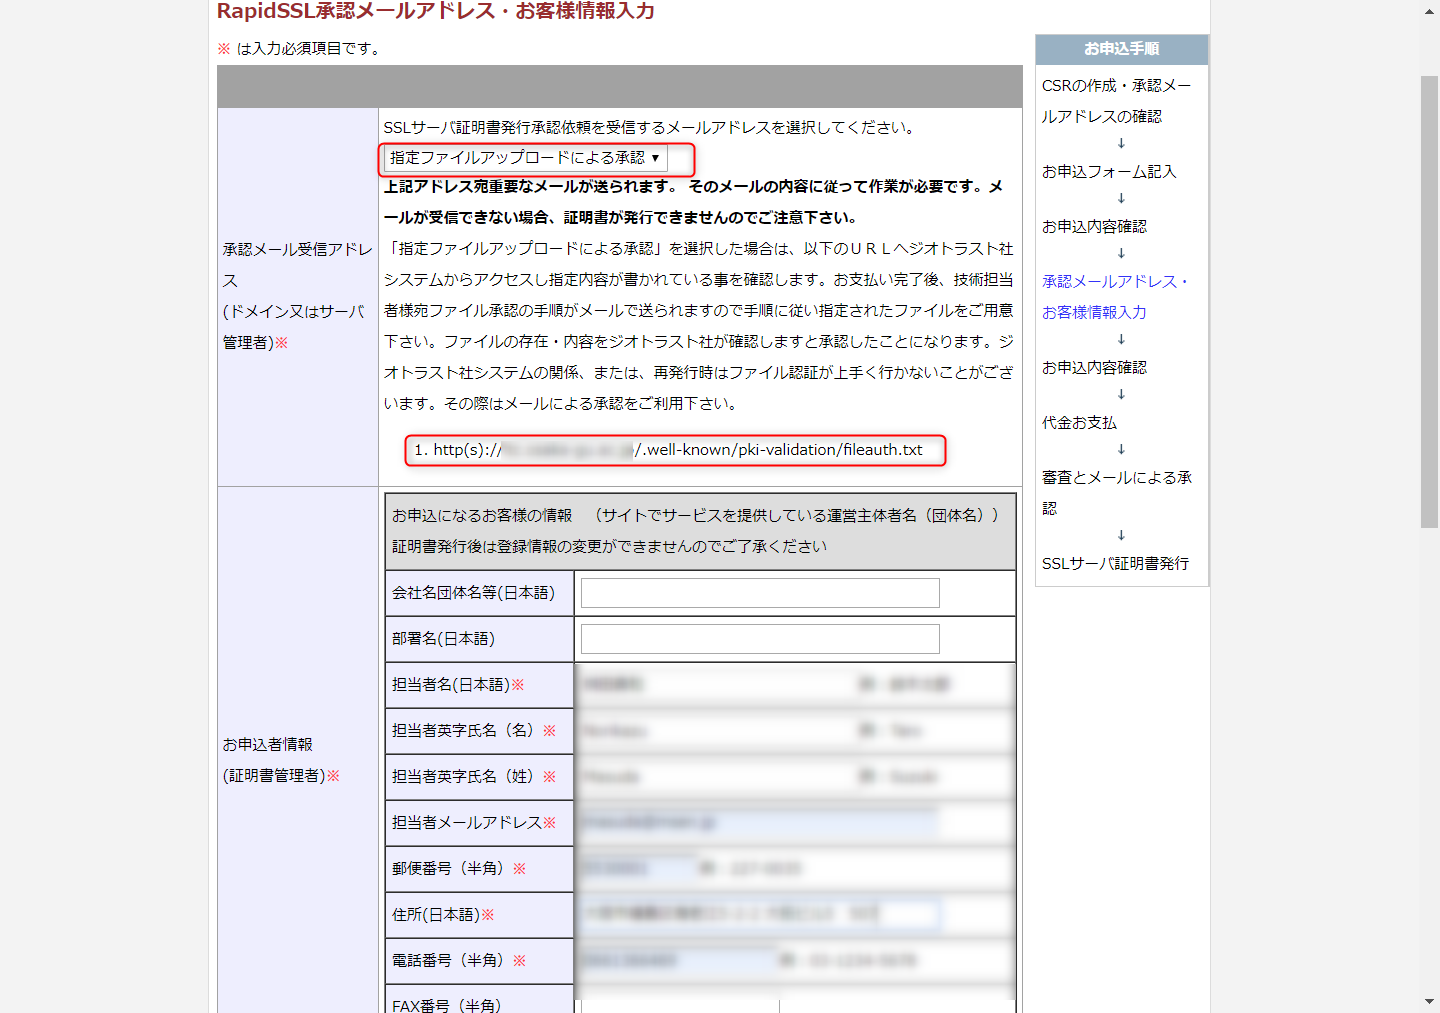 RapidSSL承認メールアドレス・お客様情報入力
※ は入力必須項目です。
承認メール受信アドレ
ス
(ドメイン又はサーバ
管理者)※
SSLサーバ証明書発行承認依頼を受信するメールアドレスを選択してください。
指定ファイルアップロードによる承認 ▼
上記アドレス宛重要なメールが送られます。 そのメールの内容に従って作業が必要です。メ
ールが受信できない場合、証明書が発行できませんのでご注意下さい。
「指定ファイルアップロードによる承認」を選択した場合は、以下のＵＲＬへジオトラスト社
システムからアクセスし指定内容が書かれている事を確認します。お支払い完了後、技術担当
者様宛ファイル承認の手順がメールで送られますので手順に従い指定されたファイルをご用意
下さい。ファイルの存在・内容をジオトラスト社が確認しますと承認したことになります。ジ
オトラスト社システムの関係、または、再発行時はファイル認証が上手く行かないことがござ
います。その際はメールによる承認をご利用下さい。
1. http(s):// /.well-known/pki-validation/fileauth.txt
お申込者情報
(証明書管理者)※
お申込になるお客様の情報　（サイトでサービスを提供している運営主体者名（団体名））
証明書発行後は登録情報の変更ができませんのでご了承ください
会社名団体名等(日本語)
部署名(日本語)
担当者名(日本語)※
担当者英字氏名（名）※
担当者英字氏名（姓）※
担当者メールアドレス※
郵便番号（半角）※
住所(日本語)※
電話番号（半角）※
FAX番号（半角）
お申込手順
CSRの作成・承認メー
ルアドレスの確認
↓
お申込フォーム記入
↓
お申込内容確認
↓
承認メールアドレス・
お客様情報入力
↓
お申込内容確認
↓
代金お支払
↓
審査とメールによる承
認
↓
SSLサーバ証明書発行